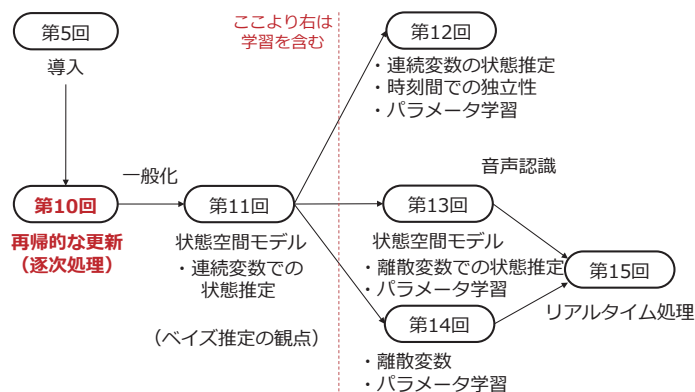 第5回
導入
ここより右は
学習を含む
第12回
・連続変数の状態推定
・時刻間での独立性
・パラメータ学習
第10回
再帰的な更新
（逐次処理）
一般化
第11回
状態空間モデル
・連続変数での
状態推定
（ベイズ推定の観点）
音声認識
第13回
状態空間モデル
・離散変数での状態推定
・パラメータ学習
第14回
・離散変数
・パラメータ学習
第15回
リアルタイム処理